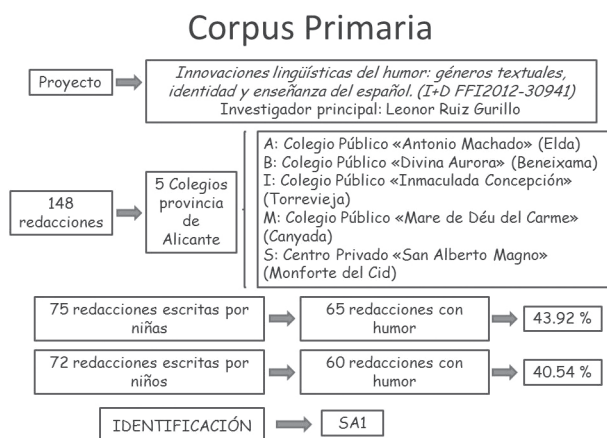 Corpus Primaria
Proyecto
Innovaciones lingüísticas del humor: géneros textuales,
identidad y enseñanza del español. (I+D FFI2012-30941)
Investigador principal: Leonor Ruiz Gurillo
148
redacciones
5 Colegios
provincia
de
Alicante
A: Colegio Público «Antonio Machado» (Elda)
B: Colegio Público «Divina Aurora» (Beneixama)
I: Colegio Público «Inmaculada Concepción»
(Torrevieja)
M: Colegio Público «Mare de Déu del Carme»
(Canyada)
S: Centro Privado «San Alberto Magno»
(Monforte del Cid)
75 redacciones escritas por
niñas
65 redacciones con
humor
43.92 %
72 redacciones escritas por
niños
60 redacciones con
humor
40.54 %
IDENTIFICACIÓN
SA1